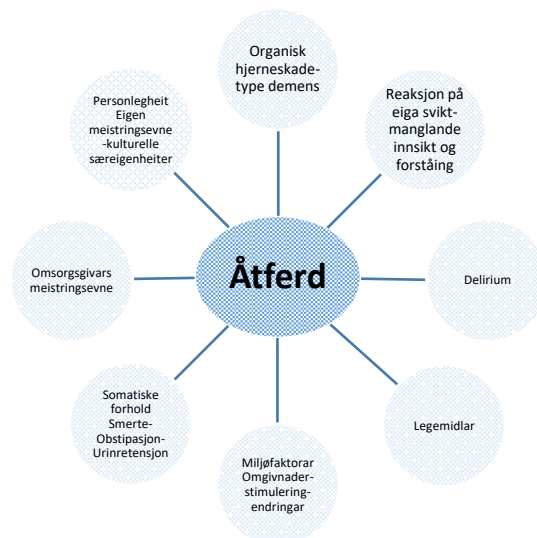 Organisk
hjerneskade-
type demens
Reaksjon på
eiga svikt-
manglande
innsikt og
forståing
Delirium
Legemidlar
Miljøfaktorar
Omgivnader-
stimulering-
endringar
Somatiske
forhold
Smerte-
Obstipasjon-
Urinretensjon
Omsorgsgivars
meistringsevne
Personlegheit
Eigen
meistringsevne
-kulturelle
særeigenheiter
Åtferd